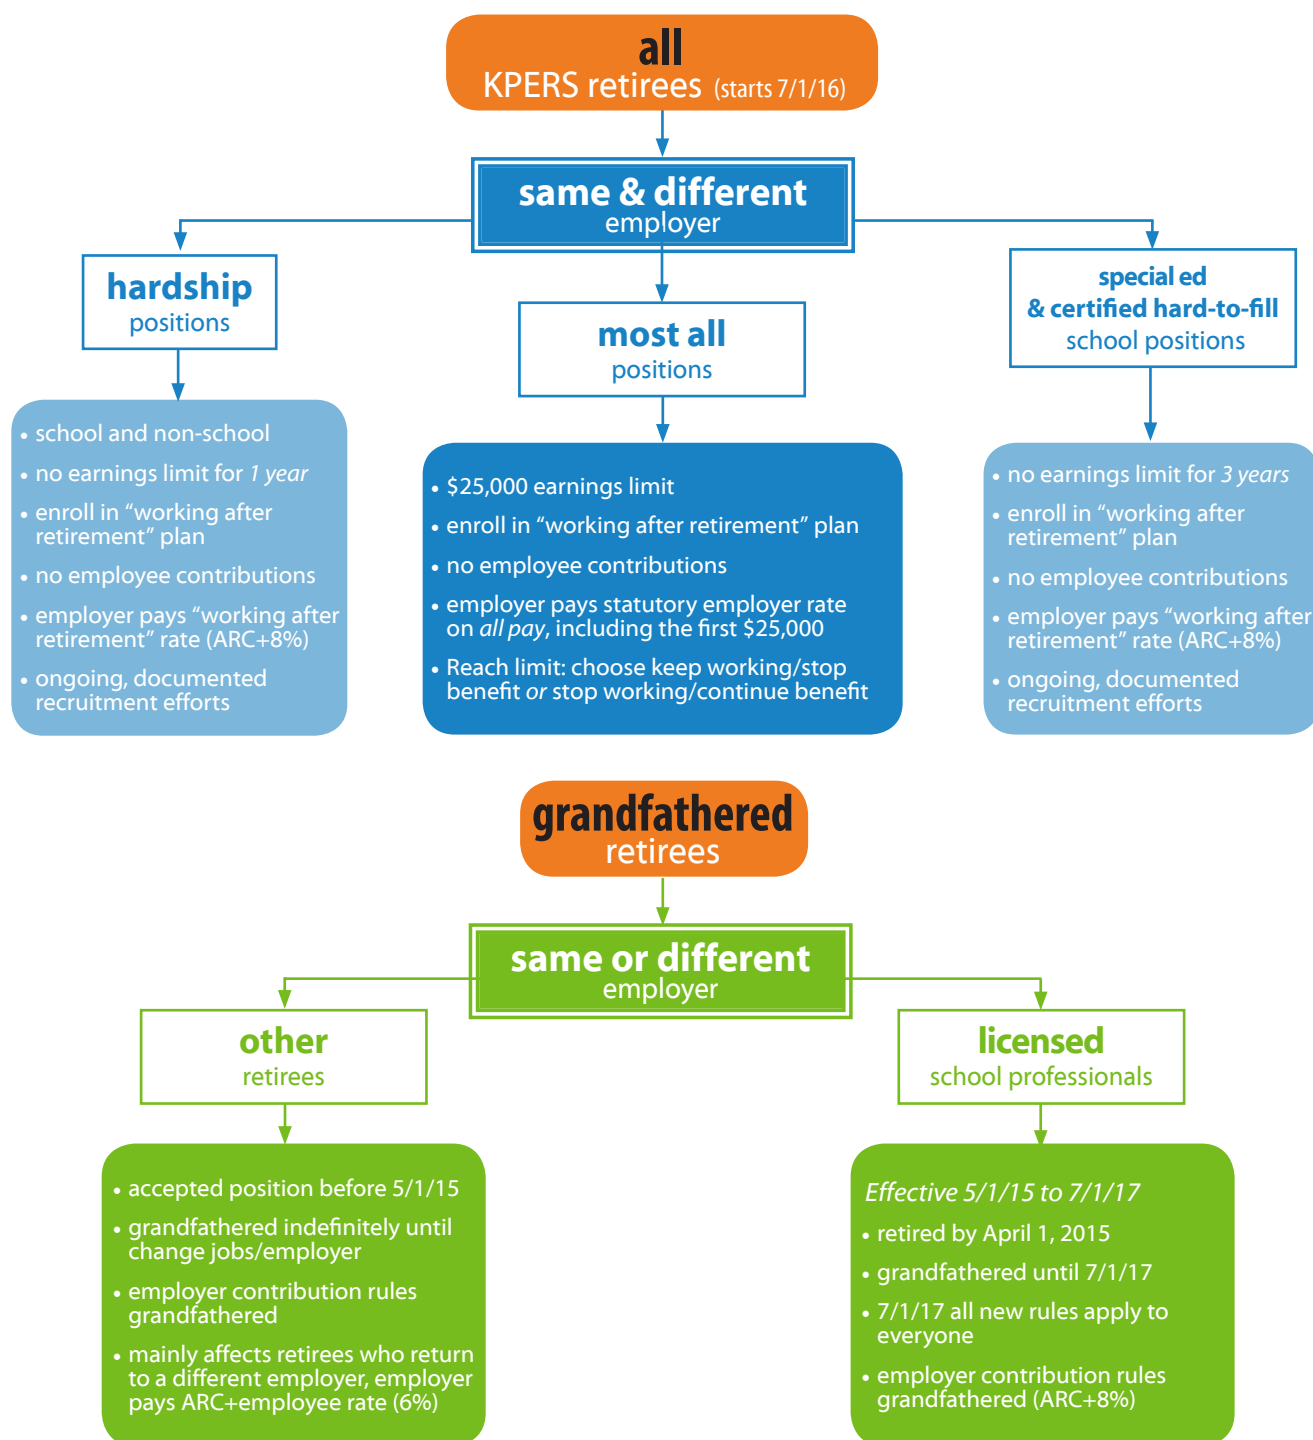 all
KPERS retirees (starts 7/1/16)
same & different
employer
hardship
positions
most all
positions
special ed
& certified hard-to-fill
school positions
• school and non-school
• no earnings limit for 1 year
• enroll in “working after
retirement” plan
• no employee contributions
• employer pays “working after
retirement” rate (ARC+8%)
• ongoing, documented
recruitment efforts
• $25,000 earnings limit
• enroll in “working after retirement” plan
• no employee contributions
• employer pays statutory employer rate
on all pay, including the first $25,000
• Reach limit: choose keep working/stop
benefit or stop working/continue benefit
• no earnings limit for 3 years
• enroll in “working after
retirement” plan
• no employee contributions
• employer pays “working after
retirement” rate (ARC+8%)
• ongoing, documented
recruitment efforts
grandfathered
retirees
same or different
employer
other
retirees
licensed
school professionals
• accepted position before 5/1/15
• grandfathered indefinitely until
change jobs/employer
• employer contribution rules
grandfathered
• mainly affects retirees who return
to a different employer, employer
pays ARC+employee rate (6%)
Effective 5/1/15 to 7/1/17
• retired by April 1, 2015
• grandfathered until 7/1/17
• 7/1/17 all new rules apply to
everyone
• employer contribution rules
grandfathered (ARC+8%)